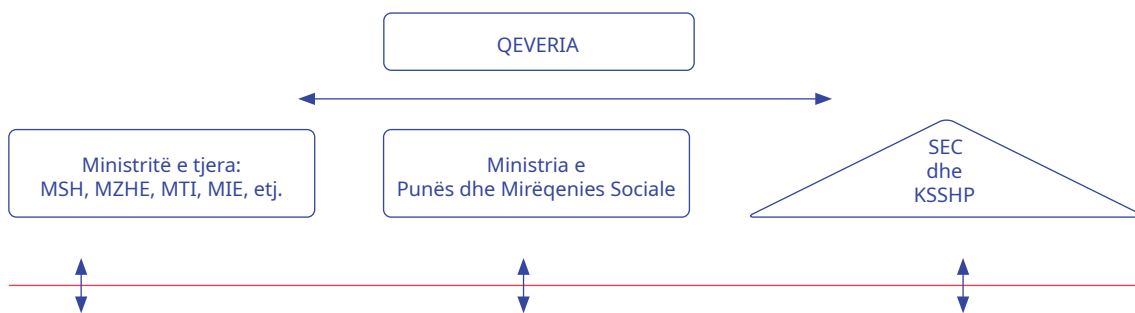 QEVERIA
Ministritë e tjera:
MSH, MZHE, MTI, MIE, etj.
Ministria e
Punës dhe Mirëqenies Sociale
SEC
dhe
KSSHP